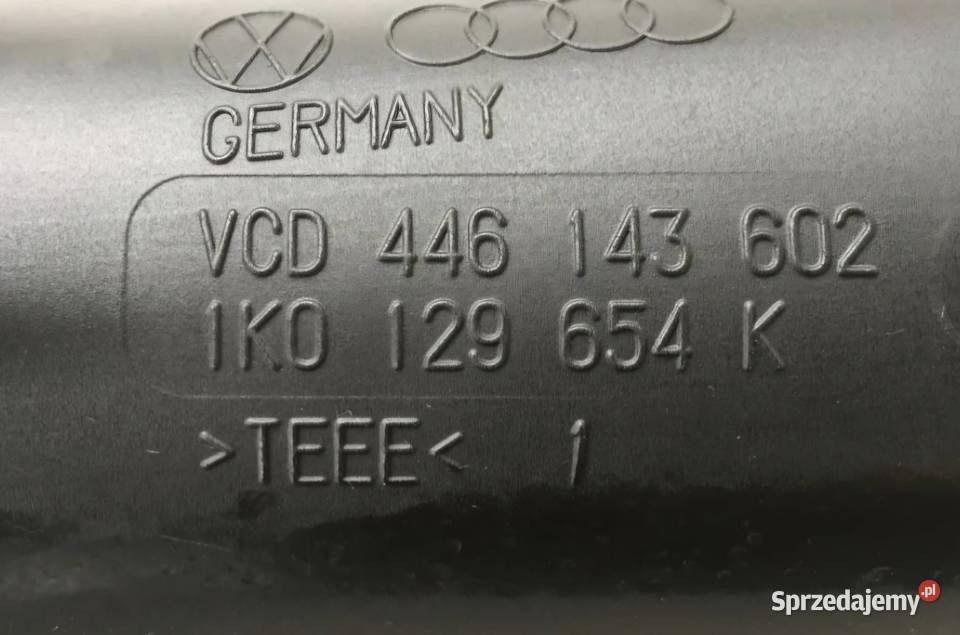 GERMANY
VCD 446 143 602
1K0 129 654 K
>TEEE< 1
Sprzedajemy.pl